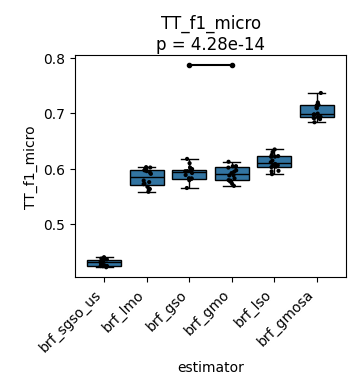 TT_f1_micro
p = 4.28e-14
0.8
0.7
0.6
0.5
TT_f1_micro
brf_sgso_us
brf_lmo
brf_gso
brf_gmo
brf_lso
brf_gmosa
estimator